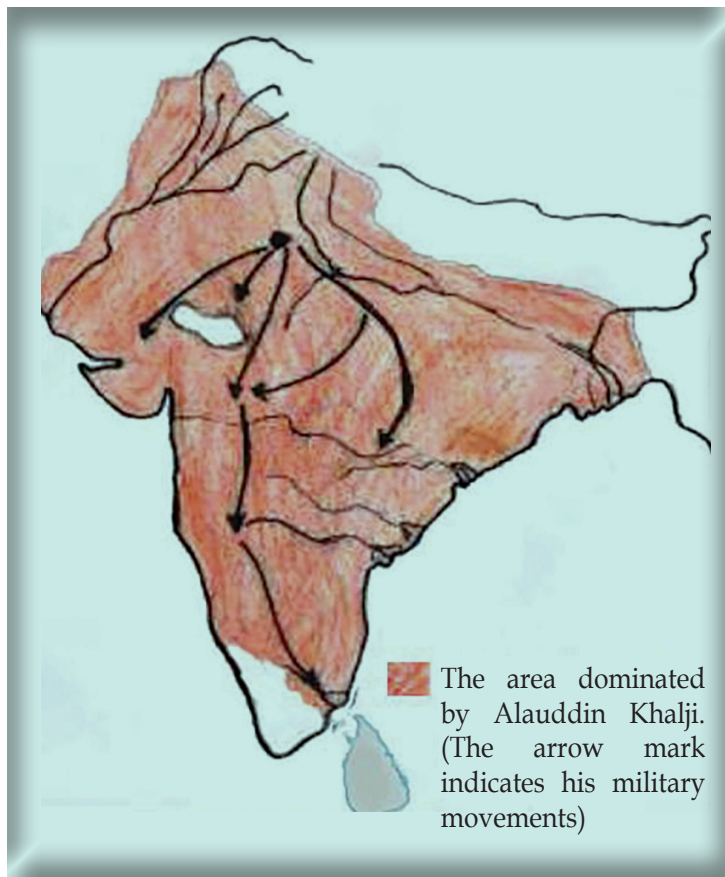 The area dominated
by Alauddin Khalji.
(The arrow mark
indicates his military
movements)